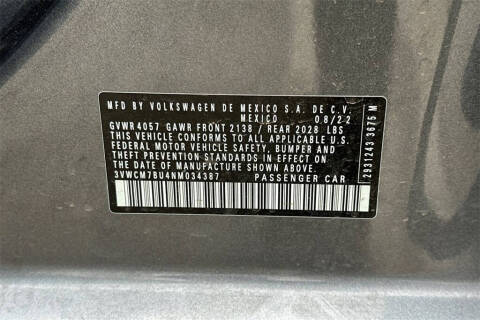 MFD BY VOLKSWAGEN DE MEXICO S.A. DE C.V.
MEXICO 08/22
GVWR 4057 GAWR FRONT 2138 / REAR 2028 LBS
THIS VEHICLE CONFORMS TO ALL APPLICABLE U.S.
FEDERAL MOTOR VEHICLE SAFETY, BUMPER AND
THEFT PREVENTION STANDARDS IN EFFECT ON
THE DATE OF MANUFACTURE SHOWN ABOVE.
3VWCM7BU4NM034387 PASSENGER CAR
2931243 3675 M